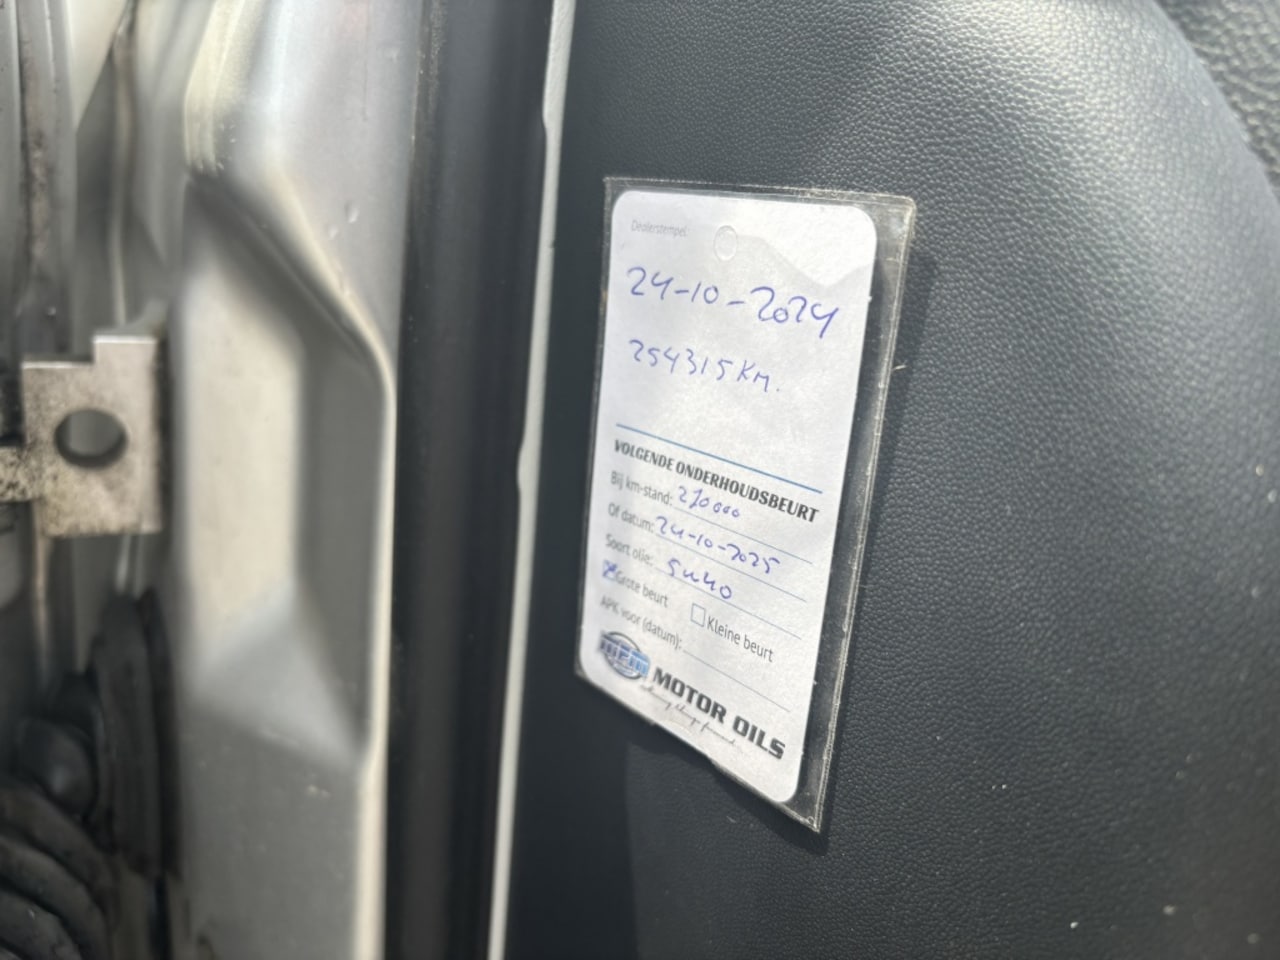 Dealerstempel:
24-10-2024
254315 KM.
VOLGENDE ONDERHOUDSBEURT
Bij km-stand: 270000
Of datum: 24-10-2025
Soort olie: 5W40
Grote beurt Kleine beurt
APK voor (datum):
MPM MOTOR OILS